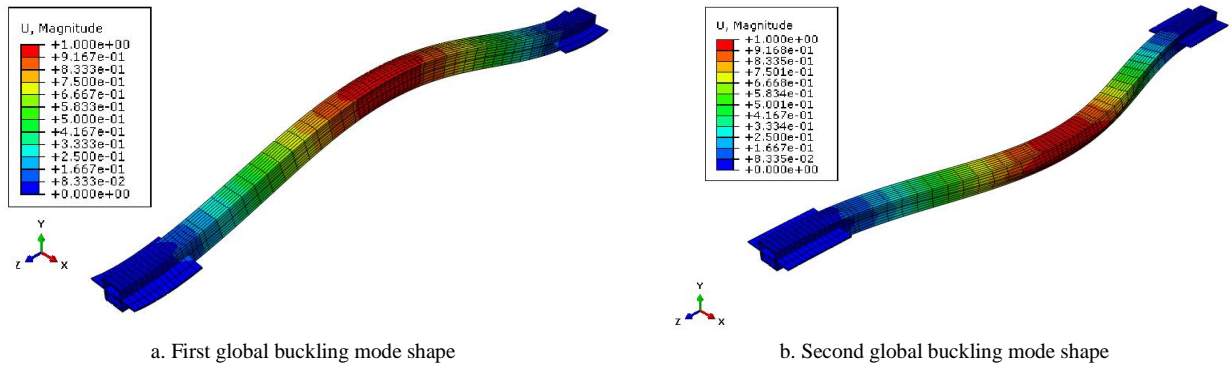 U, Magnitude
+1.000e+00
+9.167e-01
+8.333e-01
+7.500e-01
+6.667e-01
+5.833e-01
+5.000e-01
+4.167e-01
+3.333e-01
+2.500e-01
+1.667e-01
+8.333e-02
+0.000e+00
Y
Z
X
a. First global buckling mode shape
U, Magnitude
+1.000e+00
+9.168e-01
+8.335e-01
+7.501e-01
+6.668e-01
+5.834e-01
+5.001e-01
+4.167e-01
+3.334e-01
+2.500e-01
+1.667e-01
+8.335e-02
+0.000e+00
Y
Z
X
b. Second global buckling mode shape